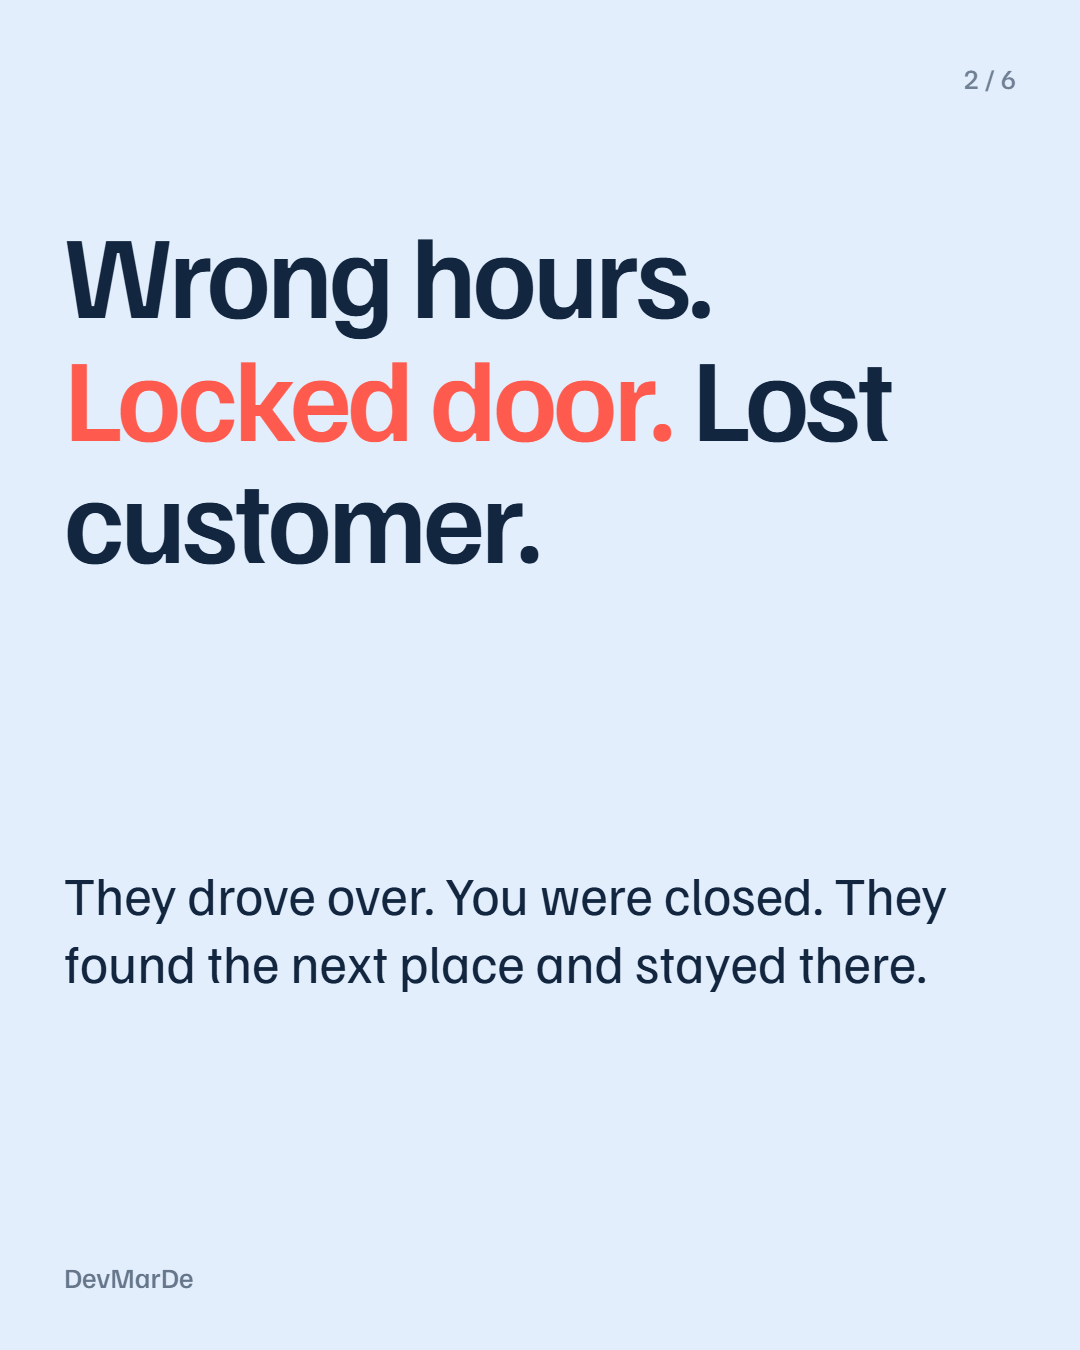 2 / 6
Wrong hours.
Locked door. Lost
customer.
They drove over. You were closed. They
found the next place and stayed there.
DevMarDe